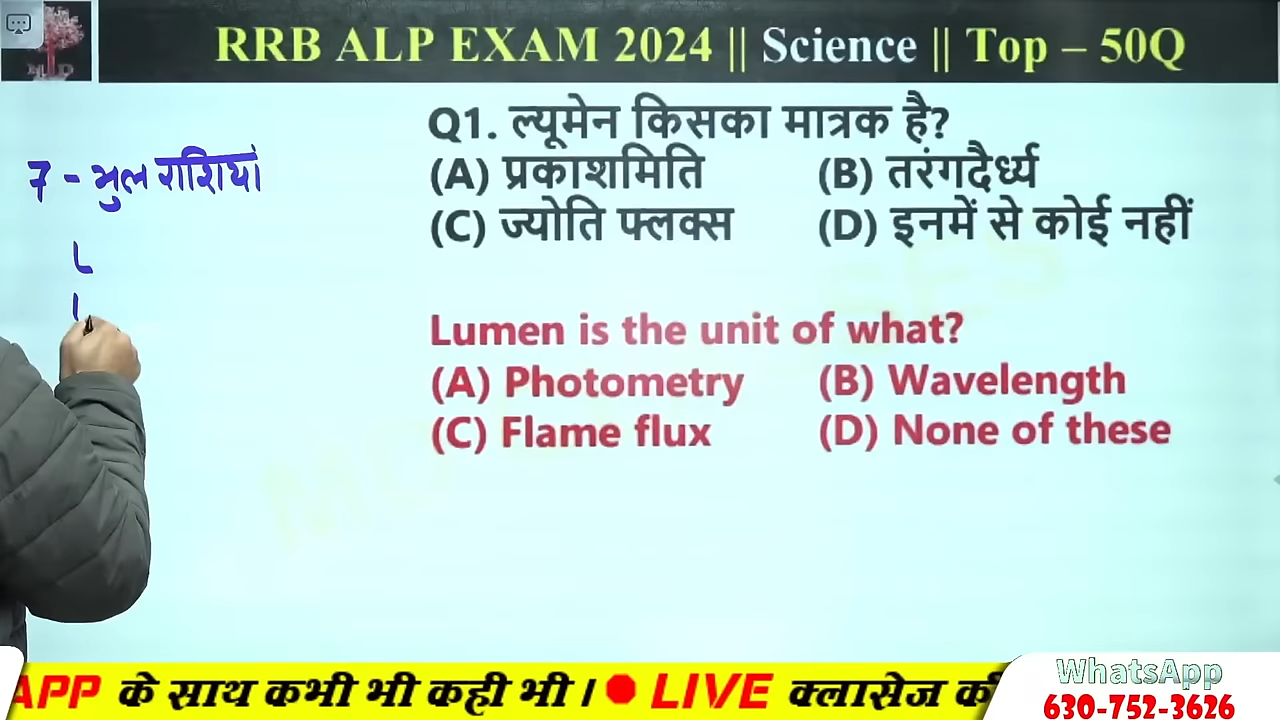 RRB ALP EXAM 2024 || Science || Top – 50Q
M D
7 - मुल राशियां
L
Q1. ल्यूमेन किसका मात्रक है?
(A) प्रकाशमिति (B) तरंगदैर्ध्य
(C) ज्योति फ्लक्स (D) इनमें से कोई नहीं
Lumen is the unit of what?
(A) Photometry (B) Wavelength
(C) Flame flux (D) None of these
APP के साथ कभी भी कही भी । LIVE क्लासेज की
WhatsApp
630-752-3626